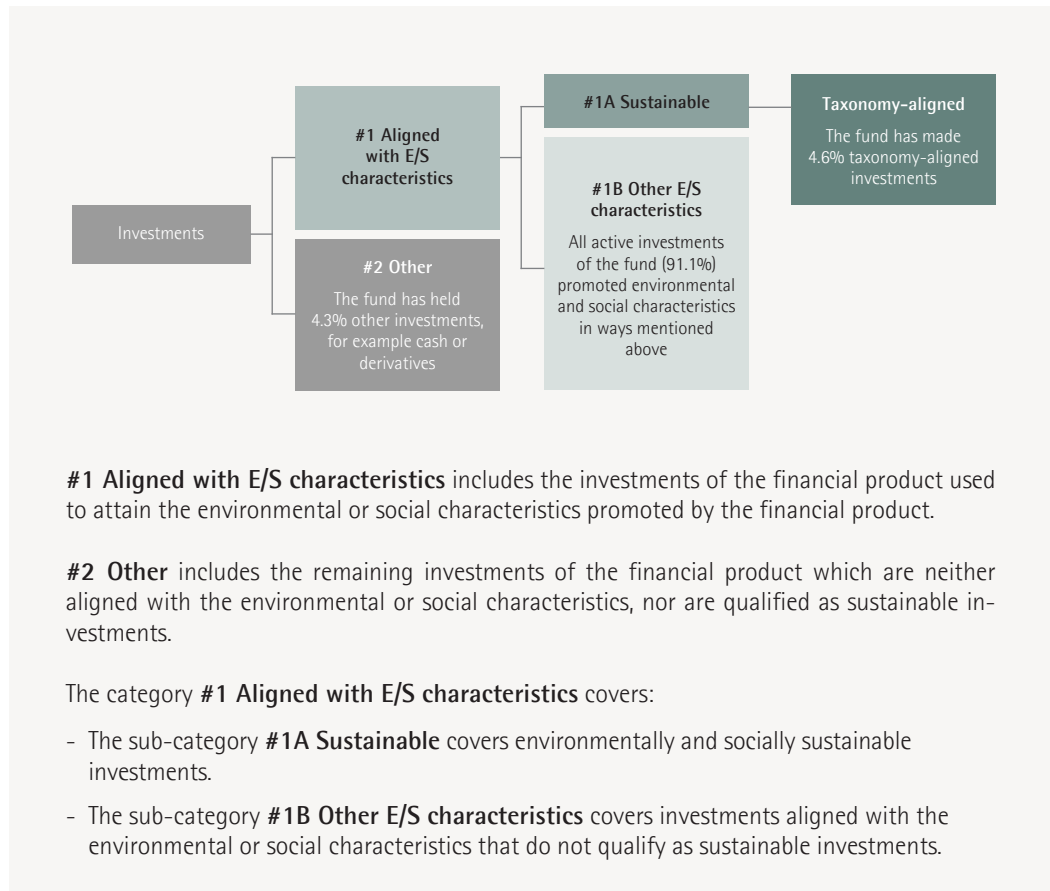 Investments
#1 Aligned
with E/S
characteristics
#2 Other
The fund has held
4.3% other investments,
for example cash or
derivatives
#1A Sustainable
#1B Other E/S
characteristics
All active investments
of the fund (91.1%)
promoted environmental
and social characteristics
in ways mentioned
above
Taxonomy-aligned
The fund has made
4.6% taxonomy-aligned
investments
#1 Aligned with E/S characteristics includes the investments of the financial product used
to attain the environmental or social characteristics promoted by the financial product.
#2 Other includes the remaining investments of the financial product which are neither
aligned with the environmental or social characteristics, nor are qualified as sustainable in-
vestments.
The category #1 Aligned with E/S characteristics covers:
- The sub-category #1A Sustainable covers environmentally and socially sustainable
investments.
- The sub-category #1B Other E/S characteristics covers investments aligned with the
environmental or social characteristics that do not qualify as sustainable investments.